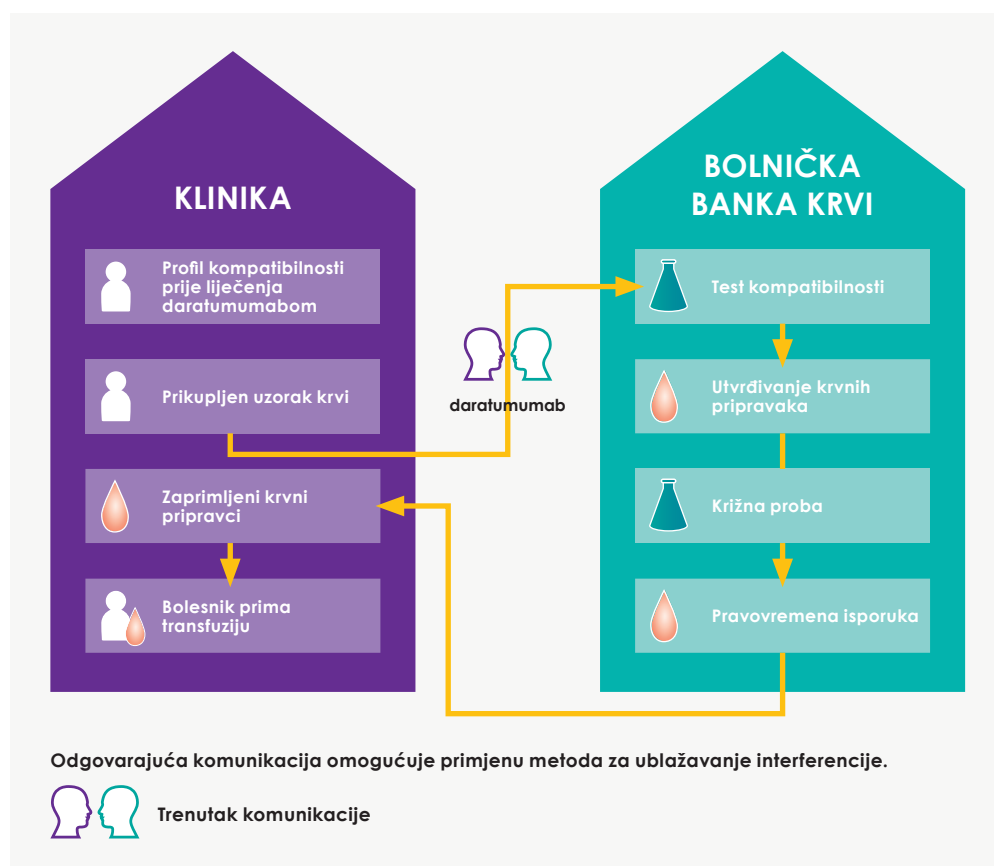 KLINIKA
Profil kompatibilnosti
prije liječenja
daratumumabom
Prikupljen uzorak krvi
Zaprimljeni krvni
pripravci
Bolesnik prima
transfuziju
daratumumab
BOLNIČKA
BANKA KRVI
Test kompatibilnosti
Utvrđivanje krvnih
pripravaka
Križna proba
Pravovremena isporuka
Odgovarajuća komunikacija omogućuje primjenu metoda za ublažavanje interferencije.
Trenutak komunikacije